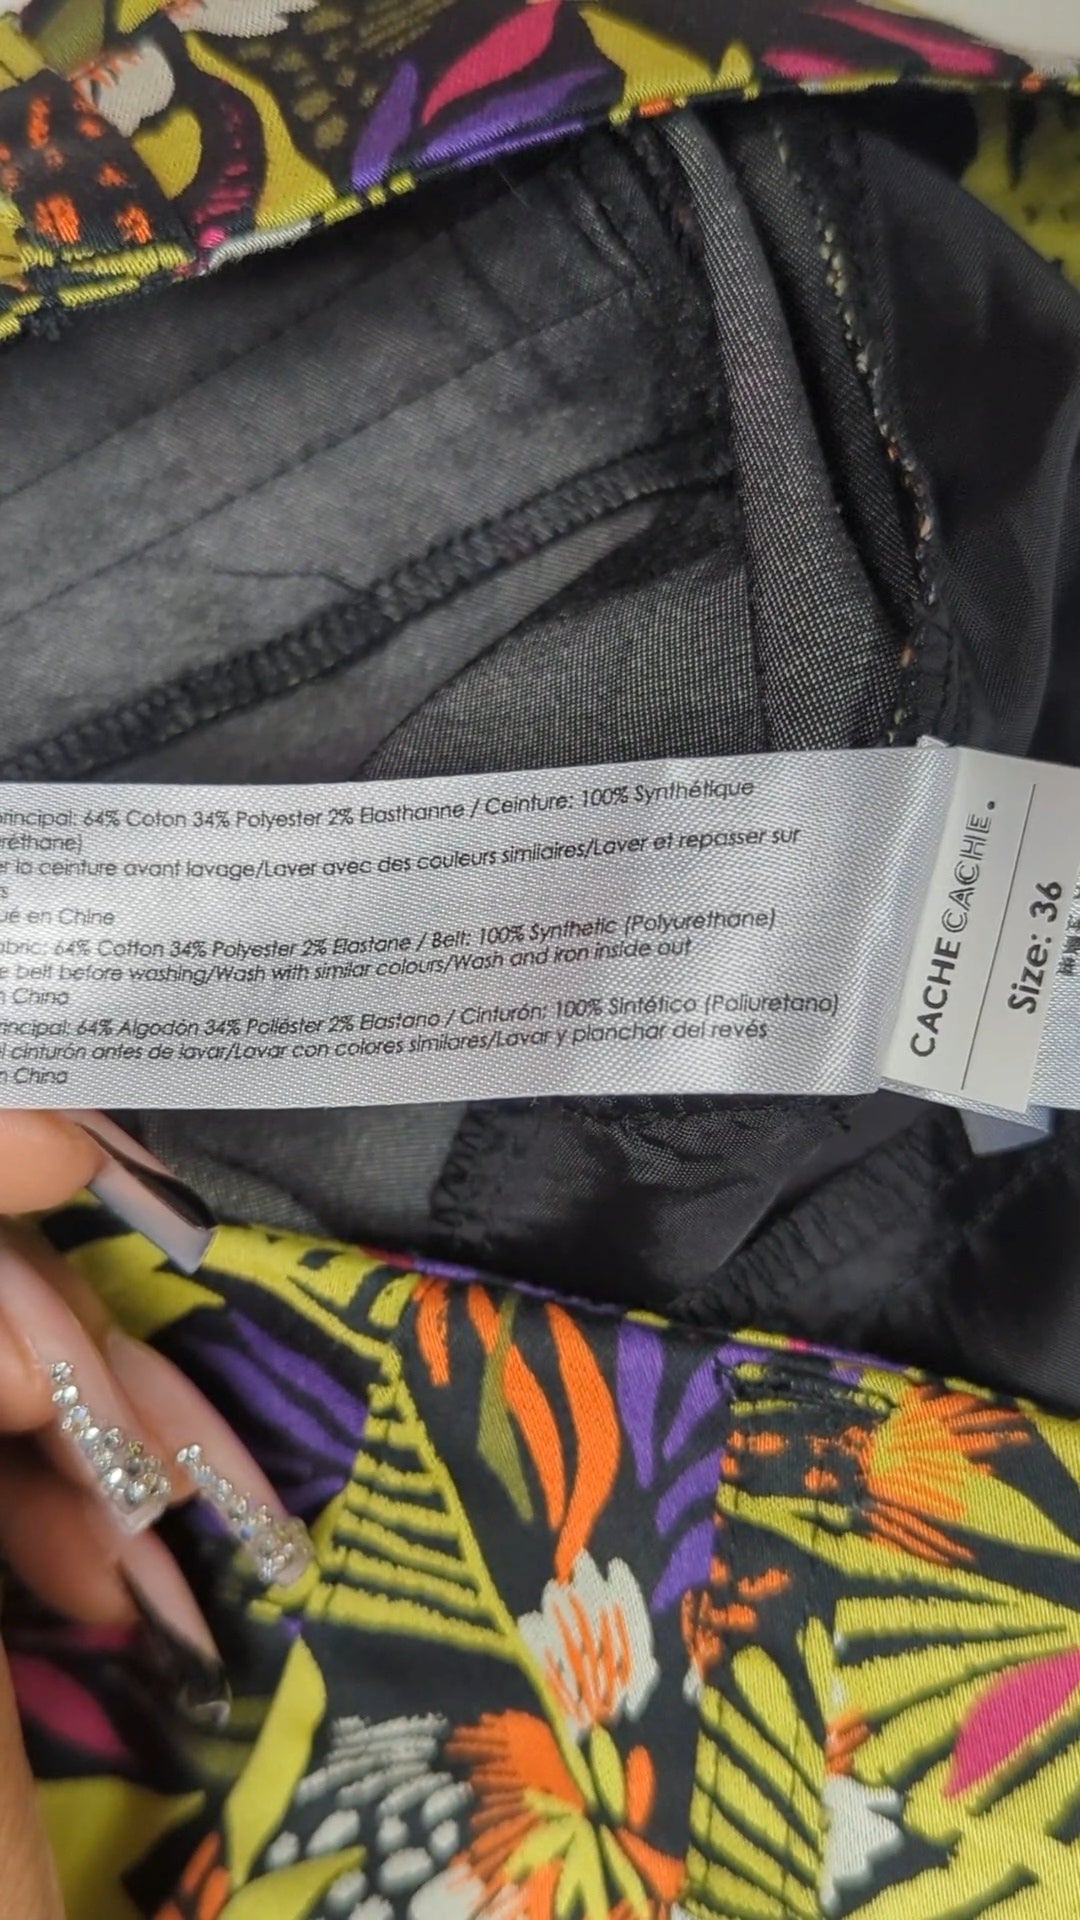 principal: 64% Coton 34% Polyester 2% Elasthanne / Ceinture: 100% Synthétique
réthane)
er la ceinture avant lavage/Laver avec des couleurs similiaires/Laver et repasser sur
s
ué en Chine
abric: 64% Cotton 34% Polyester 2% Elastane / Belt: 100% Synthetic (Polyurethane)
e belt before washing/Wash with similar colours/Wash and iron inside out
n China
rincipal: 64% Algodón 34% Poliéster 2% Elastano / Cinturón: 100% Sintético (Poliuretano)
l cinturón antes de lavar/Lavar con colores similares/Lavar y planchar del revés
n China
CACHE CACHE.
Size: 36